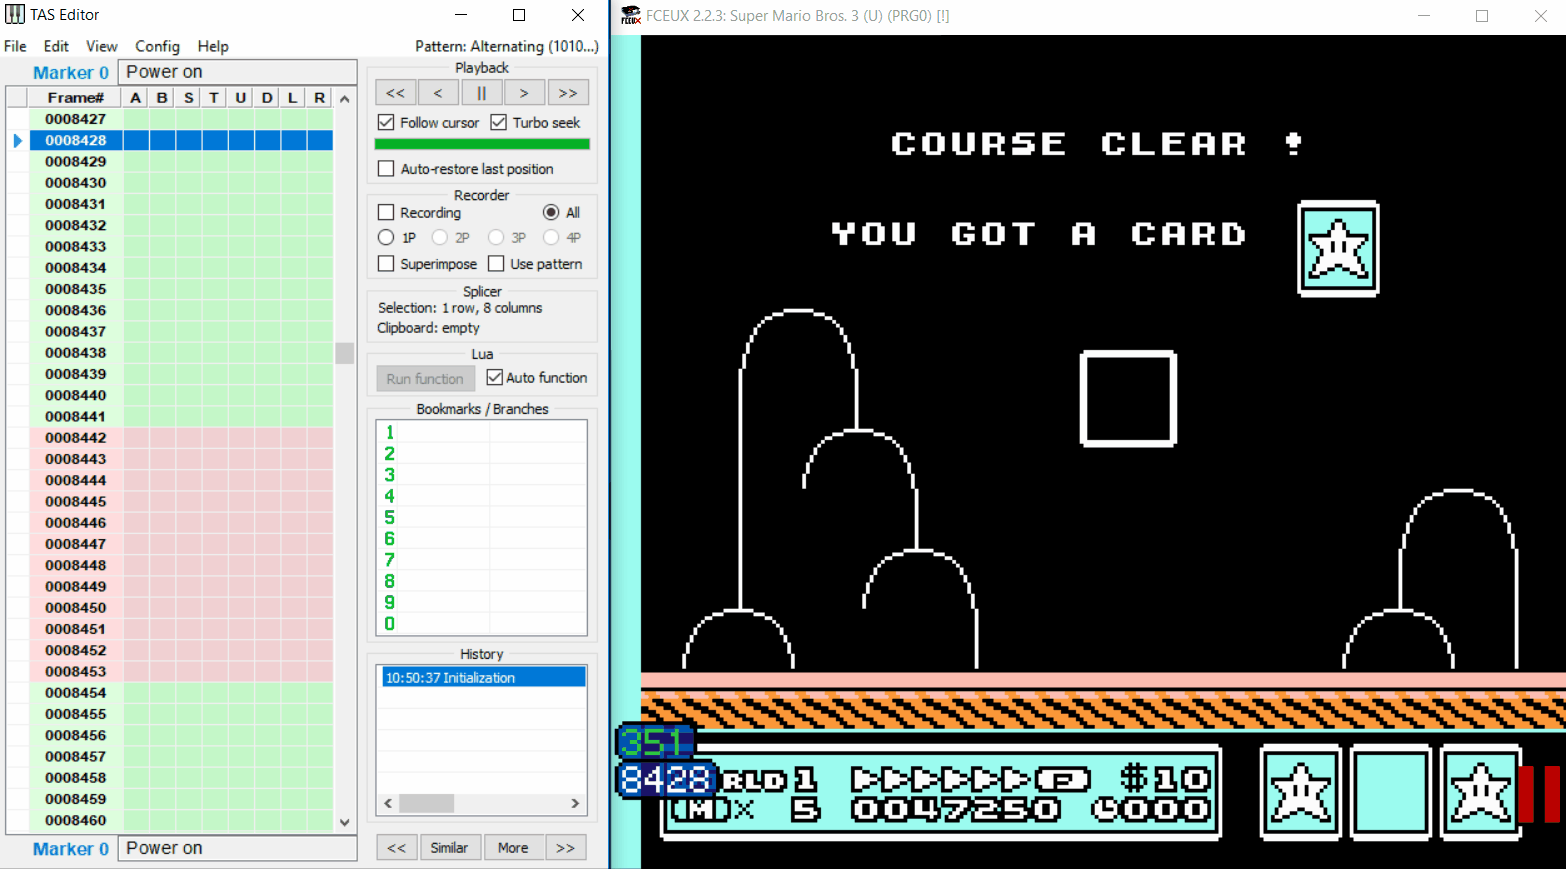 TAS Editor
File Edit View Config Help Pattern: Alternating (1010...)
Marker 0 Power on
Frame# A B S T U D L R
0008427
0008428
0008429
0008430
0008431
0008432
0008433
0008434
0008435
0008436
0008437
0008438
0008439
0008440
0008441
0008442
0008443
0008444
0008445
0008446
0008447
0008448
0008449
0008450
0008451
0008452
0008453
0008454
0008455
0008456
0008457
0008458
0008459
0008460
Marker 0 Power on
Playback
<< < || > >>
Follow cursor Turbo seek
Auto-restore last position
Recorder
Recording All
1P 2P 3P 4P
Superimpose Use pattern
Splicer
Selection: 1 row, 8 columns
Clipboard: empty
Lua
Run function Auto function
Bookmarks / Branches
1
2
3
4
5
6
7
8
9
0
History
10:50:37 Initialization
<< Similar More >>
FCEUX 2.2.3: Super Mario Bros. 3 (U) (PRG0) [!]
COURSE CLEAR !
YOU GOT A CARD
351
8428 RLD 1 P $10
M × 5 0047250 000